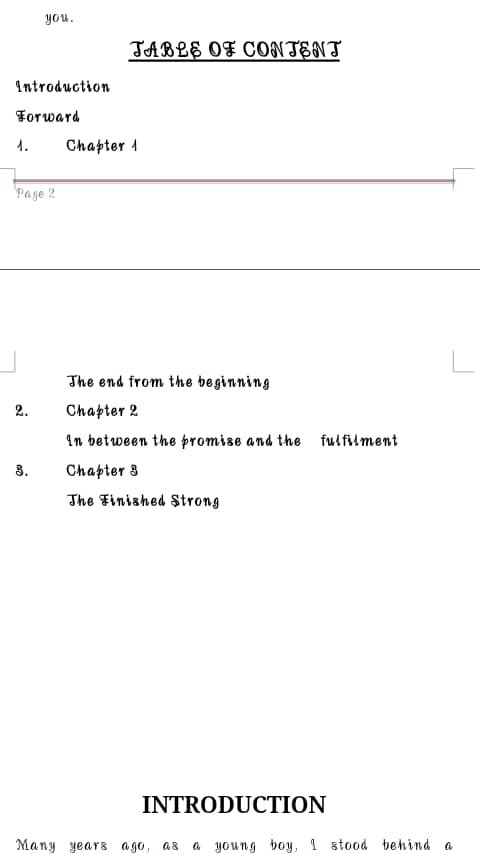 you.
TABLE OF CONTENT
Introduction
Forward
1. Chapter 1
Page 2
The end from the beginning
2. Chapter 2
In between the promise and the fulfilment
3. Chapter 3
The Finished Strong
INTRODUCTION
Many years ago, as a young boy, I stood behind a